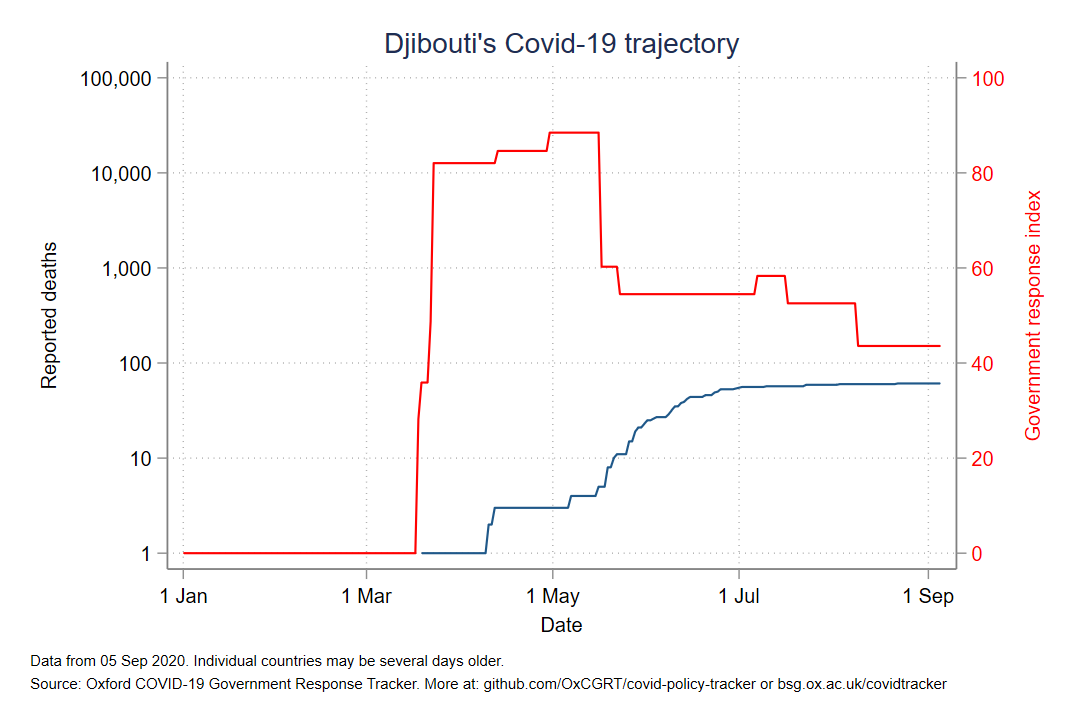 Djibouti's Covid-19 trajectory
100,000
10,000
1,000
100
10
1
Reported deaths
100
80
60
40
20
0
Government response index
1 Jan
1 Mar
1 May
1 Jul
1 Sep
Date
Data from 05 Sep 2020. Individual countries may be several days older.
Source: Oxford COVID-19 Government Response Tracker. More at: github.com/OxCGRT/covid-policy-tracker or bsg.ox.ac.uk/covidtracker